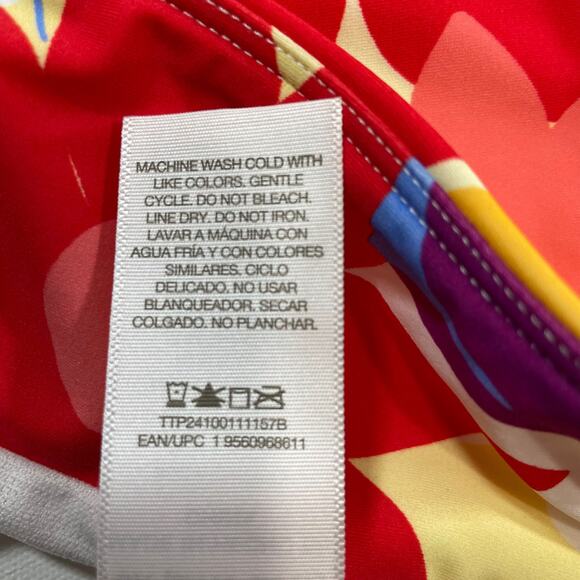 MACHINE WASH COLD WITH
LIKE COLORS. GENTLE
CYCLE. DO NOT BLEACH.
LINE DRY. DO NOT IRON.
LAVAR A MÁQUINA CON
AGUA FRÍA Y CON COLORES
SIMILARES. CICLO
DELICADO. NO USAR
BLANQUEADOR. SECAR
COLGADO. NO PLANCHAR.
TTP24100111157B
EAN/UPC 1 9560968611